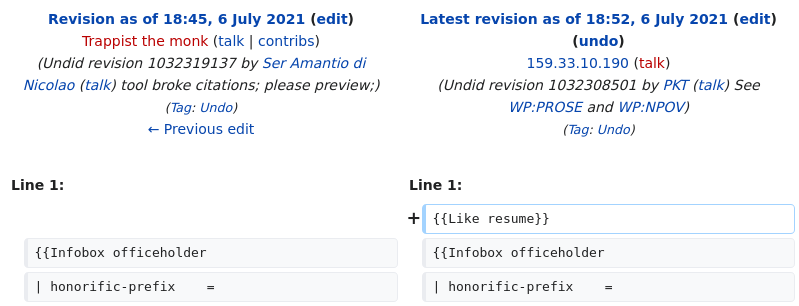 Revision as of 18:45, 6 July 2021 (edit)
Trappist the monk (talk | contribs)
(Undid revision 1032319137 by Ser Amantio di
Nicolao (talk) tool broke citations; please preview;)
(Tag: Undo)
← Previous edit
Latest revision as of 18:52, 6 July 2021 (edit)
(undo)
159.33.10.190 (talk)
(Undid revision 1032308501 by PKT (talk) See
WP:PROSE and WP:NPOV)
(Tag: Undo)
Line 1:
Line 1:
+ {{Like resume}}
{{Infobox officeholder
{{Infobox officeholder
| honorific-prefix    =
| honorific-prefix    =